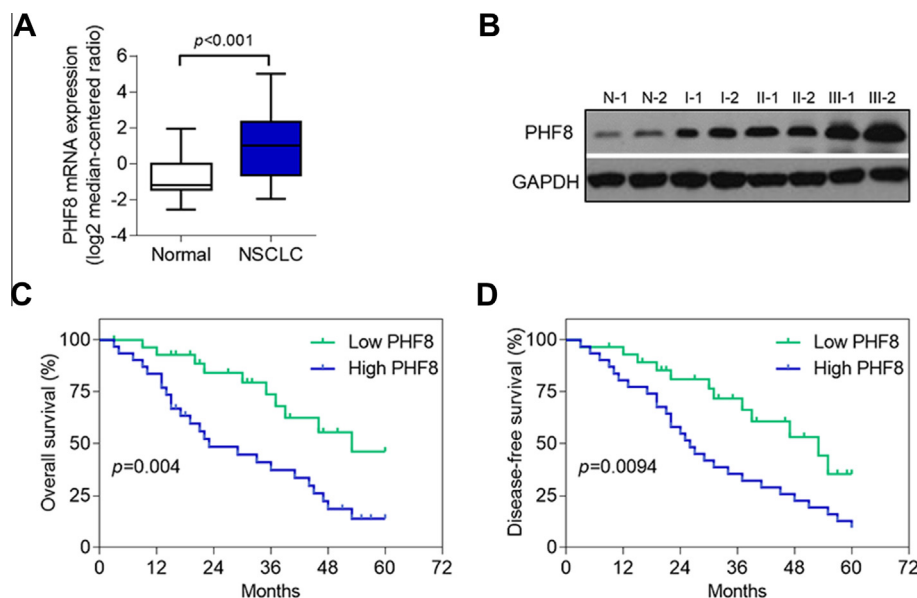 A
p<0.001
PHF8 mRNA expression
(log2 median-centered radio)
6
4
2
0
-2
-4
Normal NSCLC
B
N-1 N-2 I-1 I-2 II-1 II-2 III-1 III-2
PHF8
GAPDH
C
Overall survival (%)
100
75
50
25
0
Low PHF8
High PHF8
p=0.004
0 12 24 36 48 60 72
Months
D
Disease-free survival (%)
100
75
50
25
0
Low PHF8
High PHF8
p=0.0094
0 12 24 36 48 60 72
Months